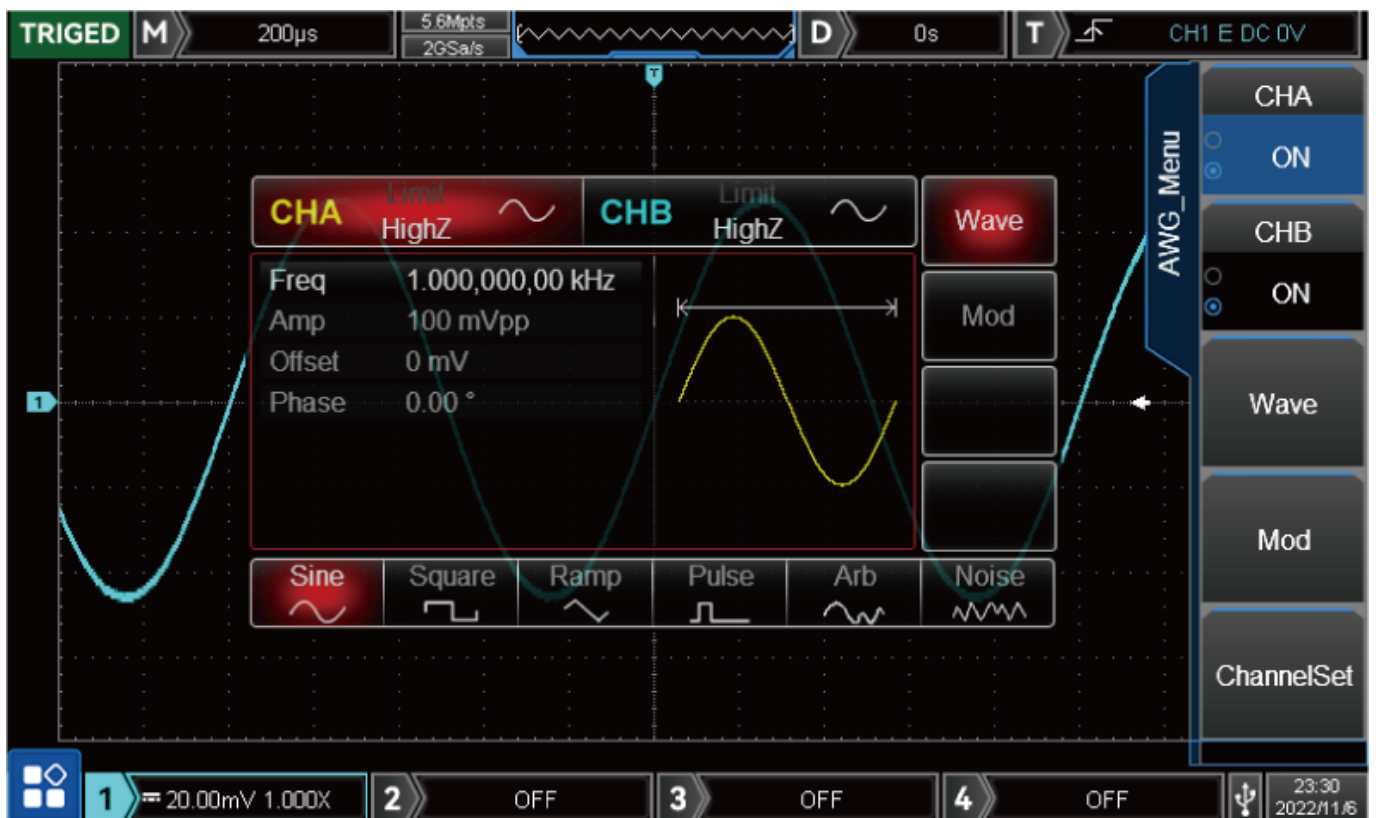 TRIGED M 200μs 5.6Mpts D 0s T CH1 E DC 0V
2GSa/s
T
CHA
ON
CHB
ON
Wave
Mod
ChannelSet
AWG_Menu
CHA Limit CHB Limit Wave
HighZ HighZ
Freq 1.000,000,00 kHz
Amp 100 mVpp Mod
Offset 0 mV
Phase 0.00 °
1
Sine Square Ramp Pulse Arb Noise
1 20.00mV 1.000X 2 OFF 3 OFF 4 OFF 23:30
2022/11/6